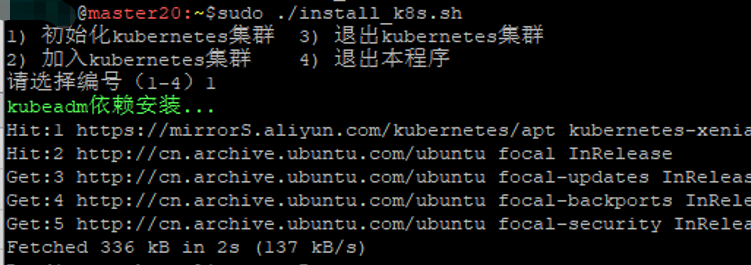 @master20:~$sudo ./install_k8s.sh
1) 初始化kubernetes集群 3) 退出kubernetes集群
2) 加入kubernetes集群 4) 退出本程序
请选择编号（1-4）1
kubeadm依赖安装...
Hit:1 https://mirrorS.aliyun.com/kubernetes/apt kubernetes-xenia
Hit:2 http://cn.archive.ubuntu.com/ubuntu focal InRelease
Get:3 http://cn.archive.ubuntu.com/ubuntu focal-updates InRelea
Get:4 http://cn.archive.ubuntu.com/ubuntu focal-backports InRel
Get:5 http://cn.archive.ubuntu.com/ubuntu focal-security InRele
Fetched 336 kB in 2s (137 kB/s)